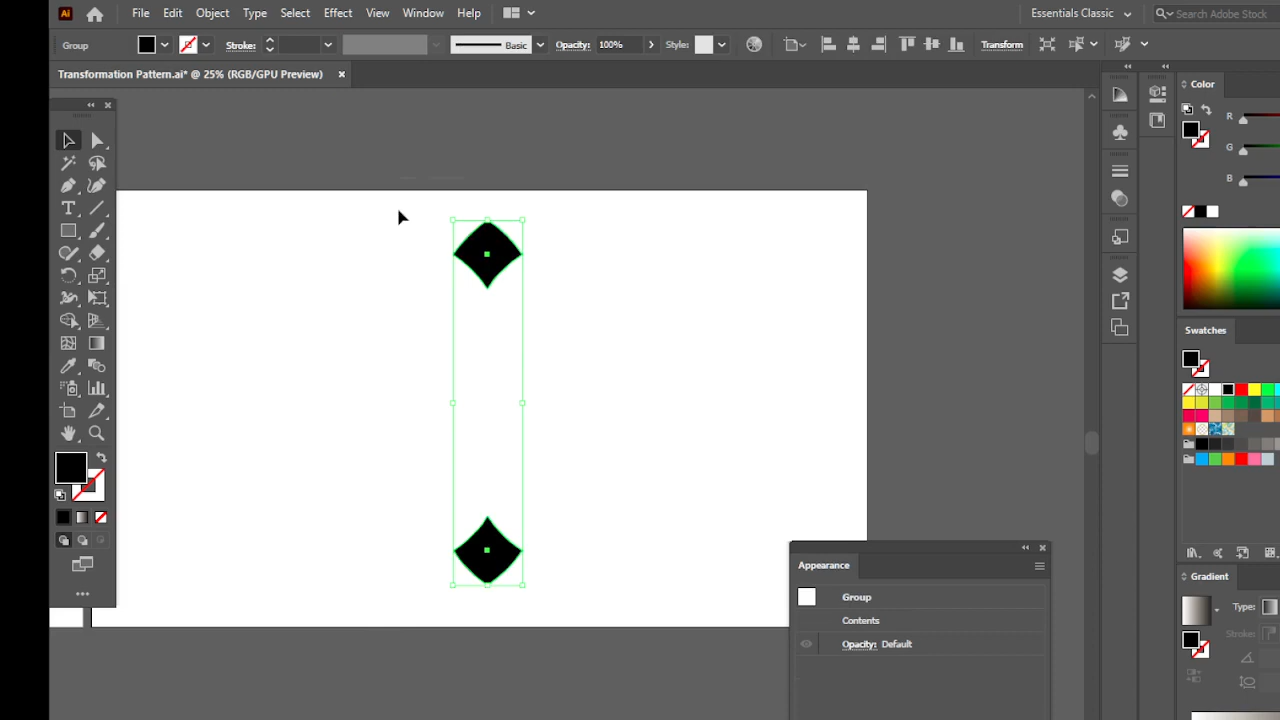 Ai File Edit Object Type Select Effect View Window Help Essentials Classic Search Adobe Stock
Group Stroke: Basic Opacity: 100% Style: Transform
Transformation Pattern.ai* @ 25% (RGB/GPU Preview)
Color
R
G
B
Swatches
Appearance
Group
Contents
Opacity: Default
Gradient
Type:
Stroke: